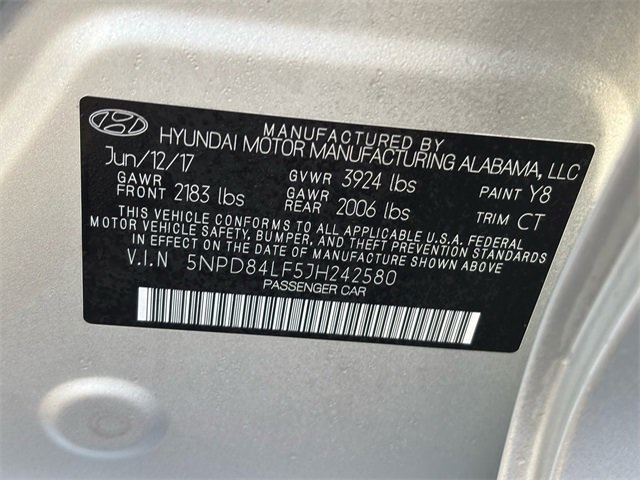 MANUFACTURED BY
HYUNDAI MOTOR MANUFACTURING ALABAMA, LLC
Jun/12/17
GAWR FRONT 2183 lbs
GVWR 3924 lbs
GAWR REAR 2006 lbs
PAINT Y8
TRIM CT
THIS VEHICLE CONFORMS TO ALL APPLICABLE U.S.A. FEDERAL
MOTOR VEHICLE SAFETY, BUMPER, AND THEFT PREVENTION STANDARDS
IN EFFECT ON THE DATE OF MANUFACTURE SHOWN ABOVE.
V.I.N 5NPD84LF5JH242580
PASSENGER CAR